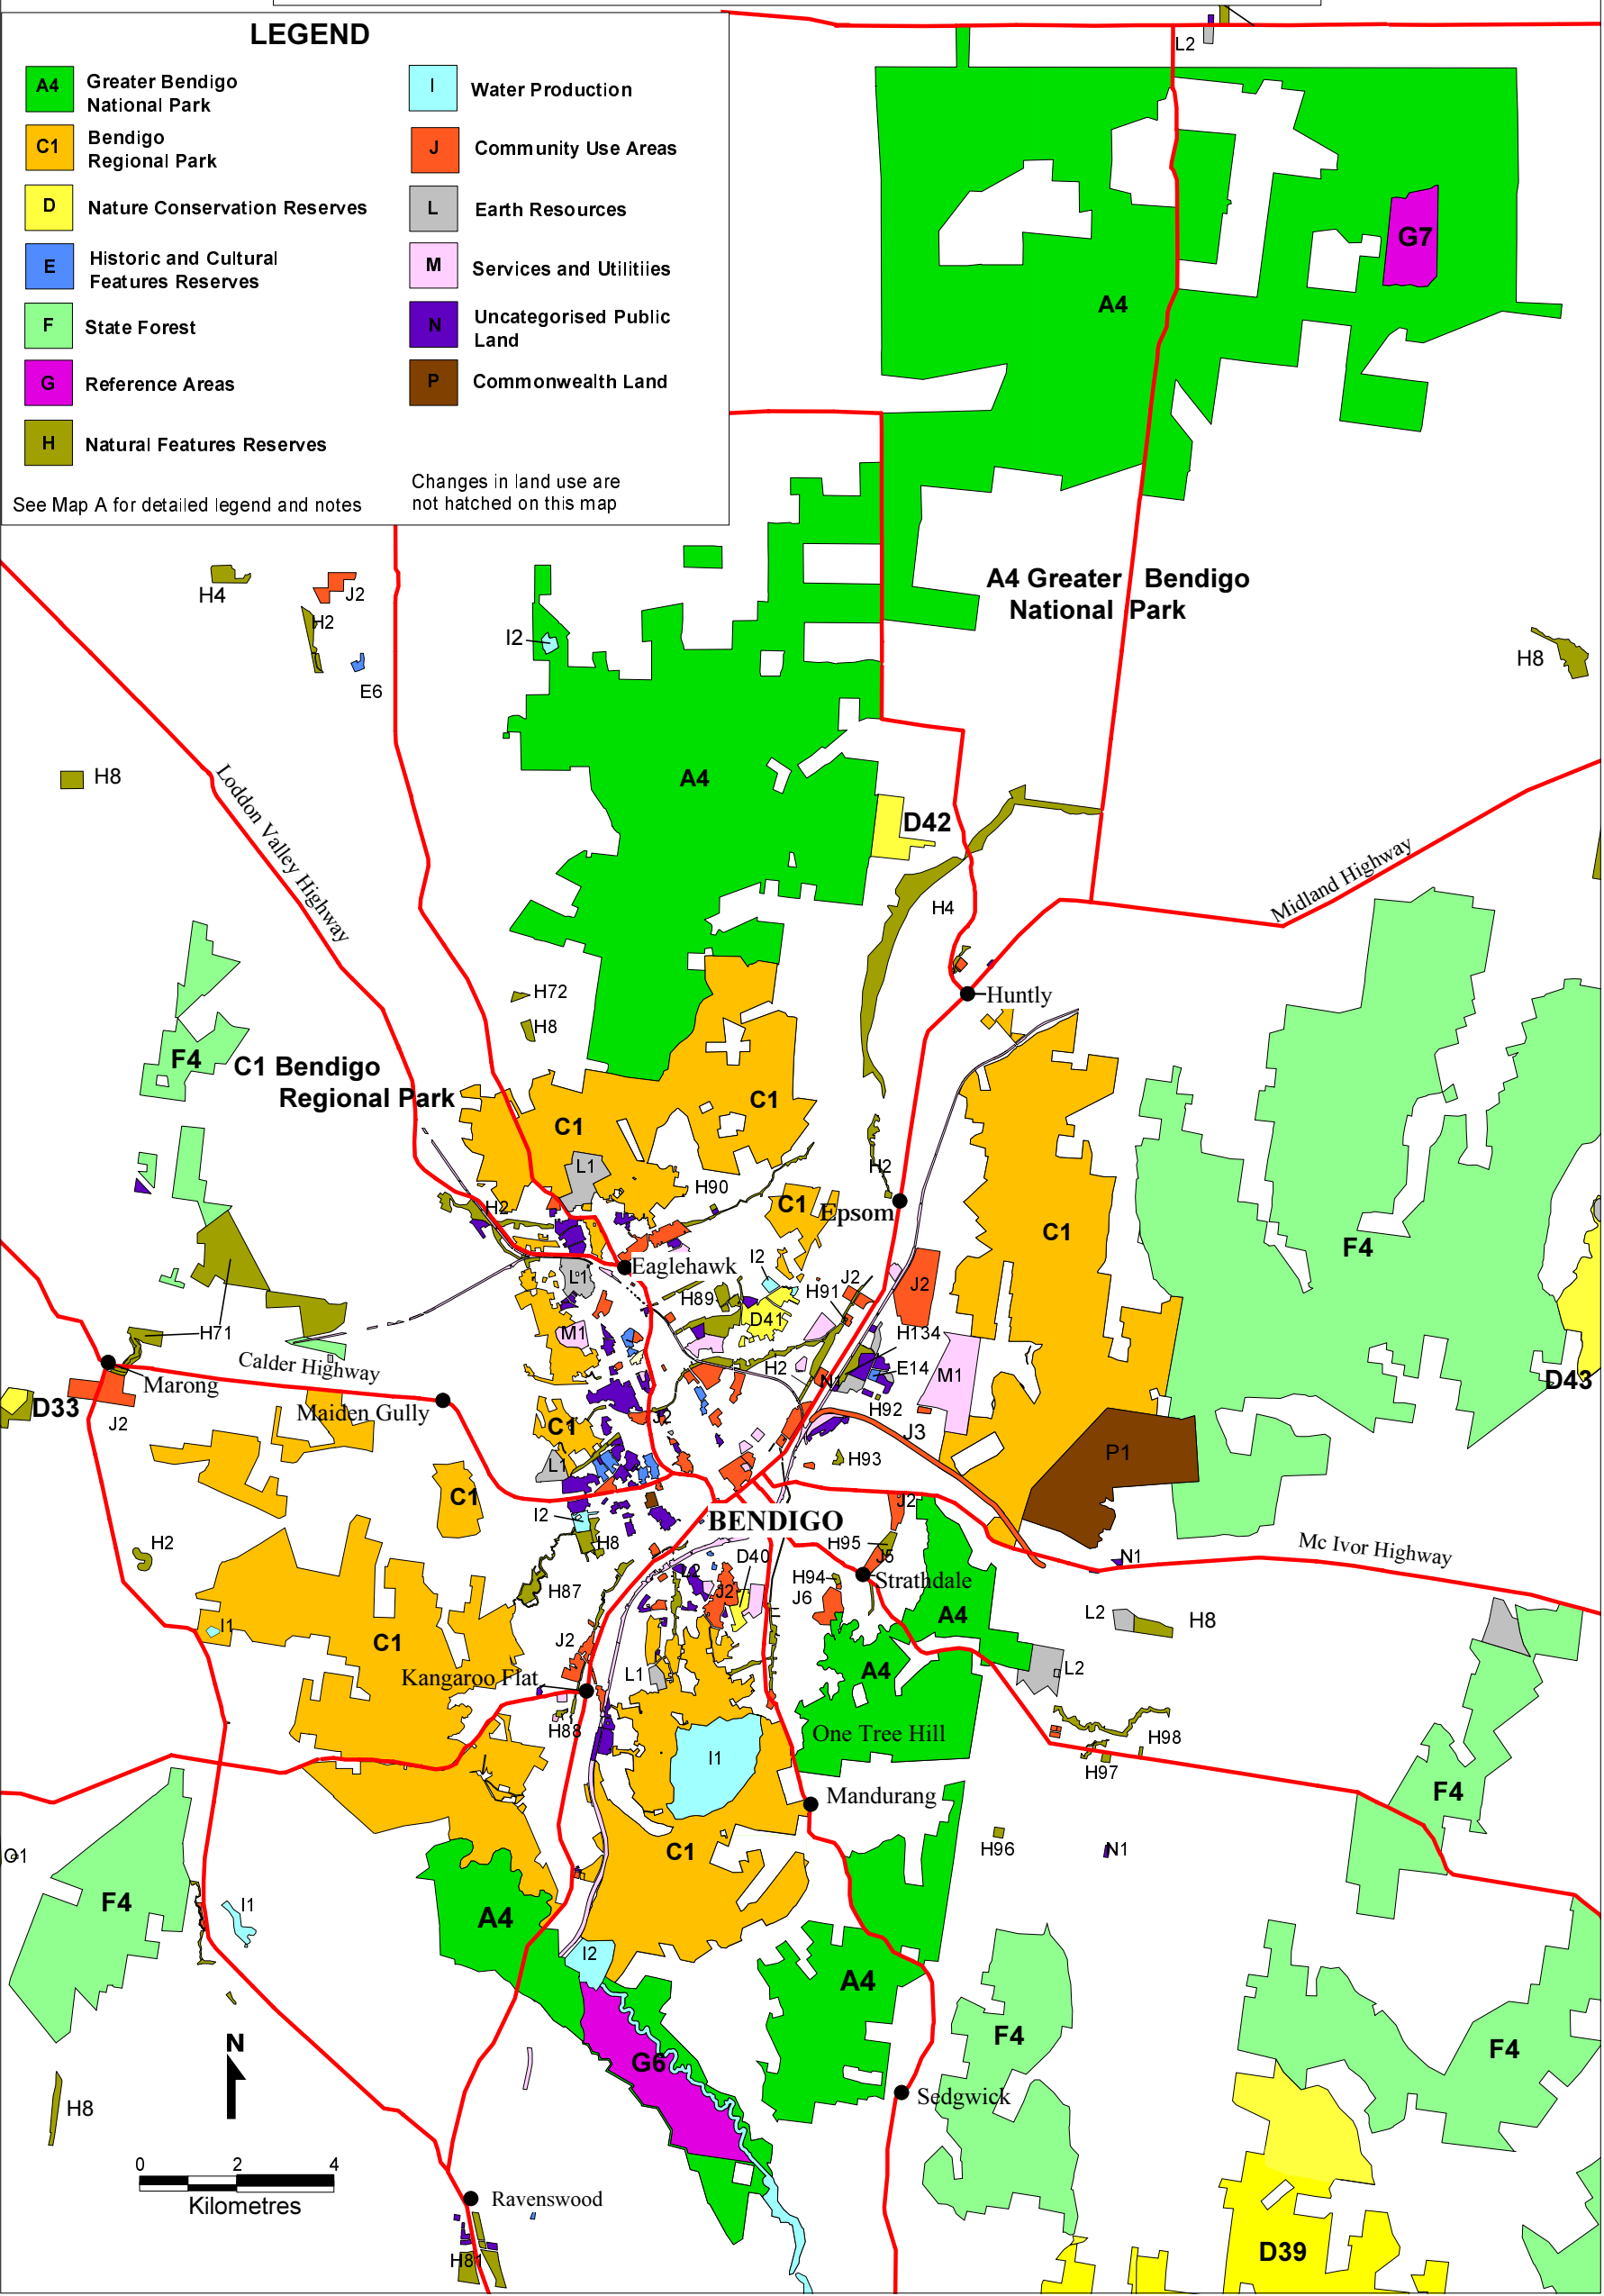 LEGEND
A4 Greater Bendigo
National Park
C1 Bendigo
Regional Park
D Nature Conservation Reserves
E Historic and Cultural
Features Reserves
F State Forest
G Reference Areas
H Natural Features Reserves
I Water Production
J Community Use Areas
L Earth Resources
M Services and Utilitiies
N Uncategorised Public
Land
P Commonwealth Land
See Map A for detailed legend and notes
Changes in land use are
not hatched on this map
L2
G7
A4
H4
J2
H2
E6
I2
A4 Greater Bendigo
National Park
H8
H8
A4
D42
Loddon Valley Highway
Midland Highway
H4
H72
Huntly
H8
F4
C1 Bendigo
Regional Park
C1
C1
L1
H2
H90
H2
C1
Epsom
C1
F4
Eaglehawk
I2
L1
H89
H91
J2
J2
D41
H71
M1
H134
Calder Highway
H2
E14
M1
N1
Marong
D33
J2
Maiden Gully
D43
H92
J2
C1
J3
L1
H93
P1
C1
J2
I2
BENDIGO
H8
H2
D40
H95
J5
N1
Mc Ivor Highway
L2
H87
J2
H94
J6
Strathdale
A4
L2
H8
I1
C1
J2
L1
A4
L2
Kangaroo Flat
H88
One Tree Hill
H98
I1
H97
Mandurang
F4
C1
H96
N1
O1
F4
I1
A4
I2
A4
F4
F4
N
G6
Sedgwick
H8
0 2 4
Kilometres
Ravenswood
H81
D39